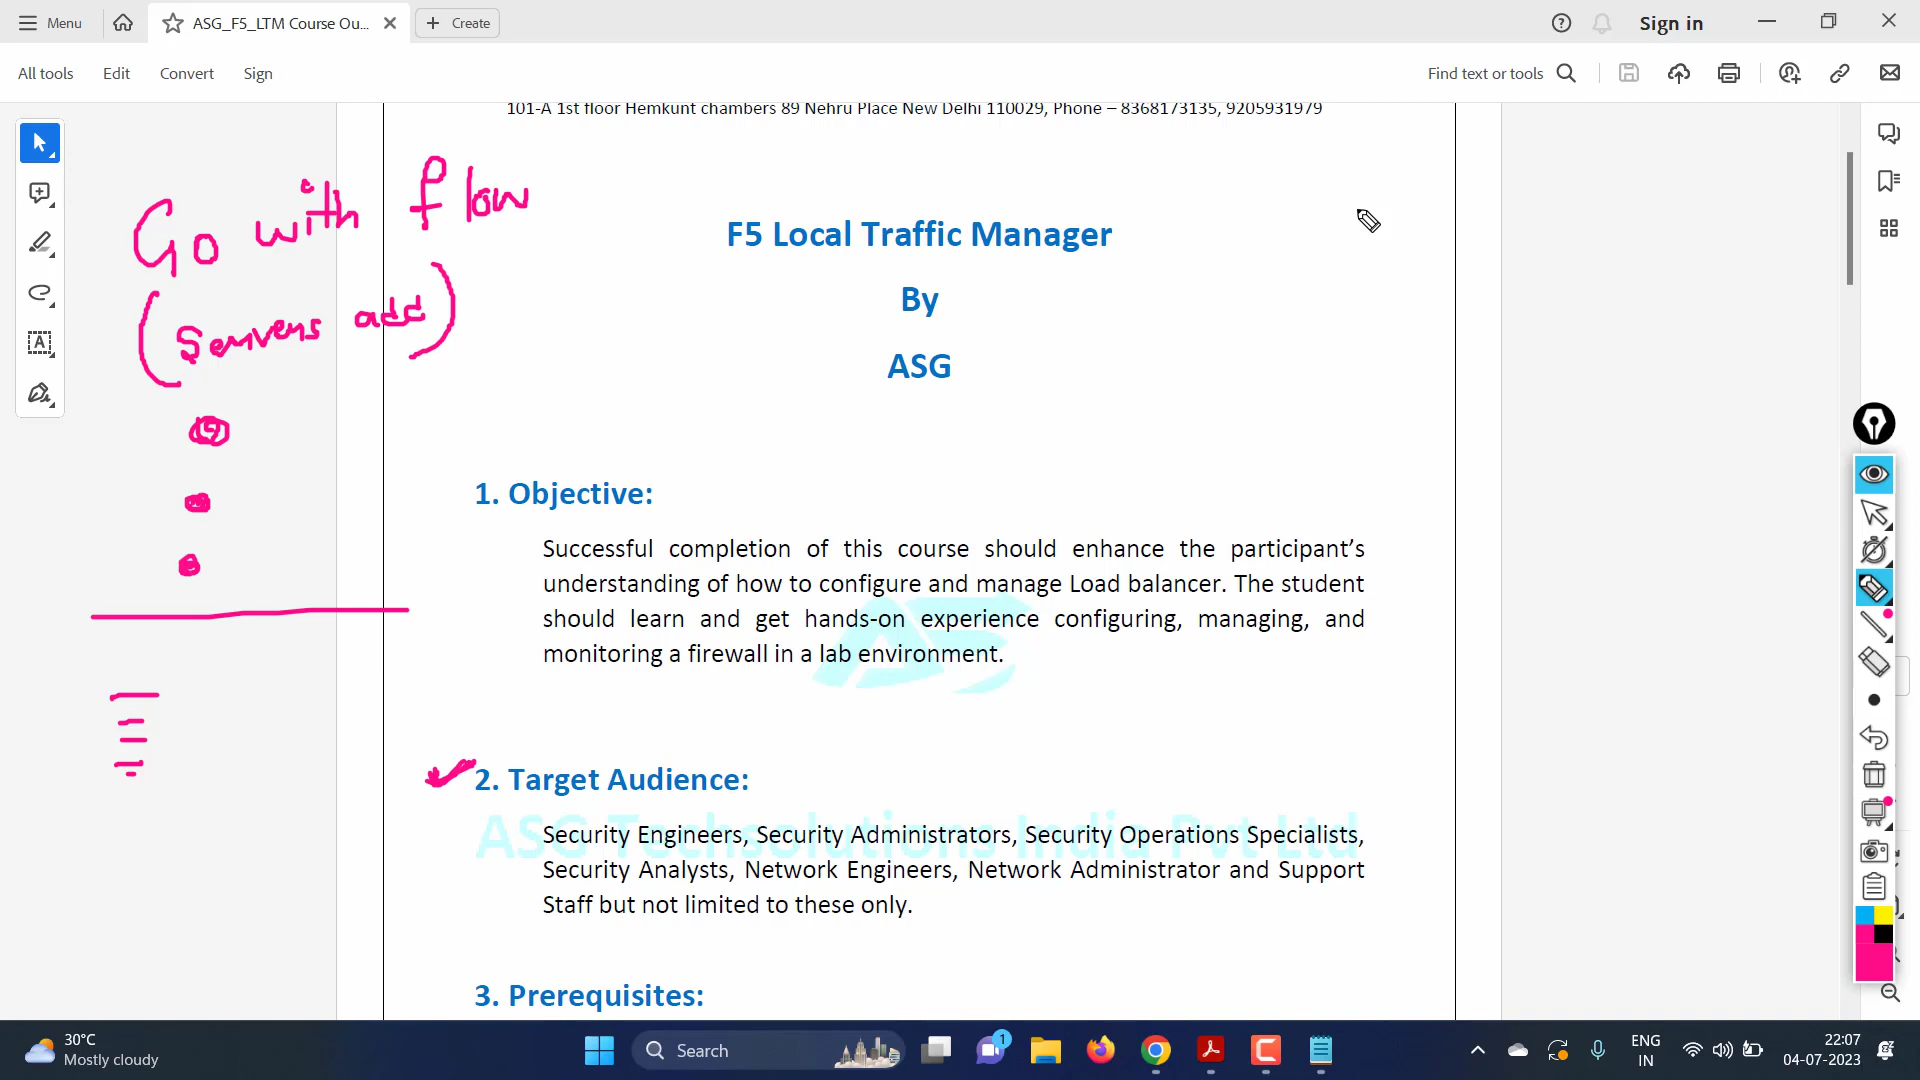 Menu
ASG_F5_LTM Course Ou...
Create
Sign in
All tools
Edit
Convert
Sign
Find text or tools
101-A 1st floor Hemkunt chambers 89 Nehru Place New Delhi 110029, Phone – 8368173135, 9205931979
Go with flow
(Servers add)
F5 Local Traffic Manager
By
ASG
1. Objective:
Successful completion of this course should enhance the participant’s
understanding of how to configure and manage Load balancer. The student
should learn and get hands-on experience configuring, managing, and
monitoring a firewall in a lab environment.
2. Target Audience:
ASG Techsolutions India Pvt Ltd
Security Engineers, Security Administrators, Security Operations Specialists,
Security Analysts, Network Engineers, Network Administrator and Support
Staff but not limited to these only.
3. Prerequisites:
30°C
Mostly cloudy
Search
1
ENG
IN
22:07
04-07-2023